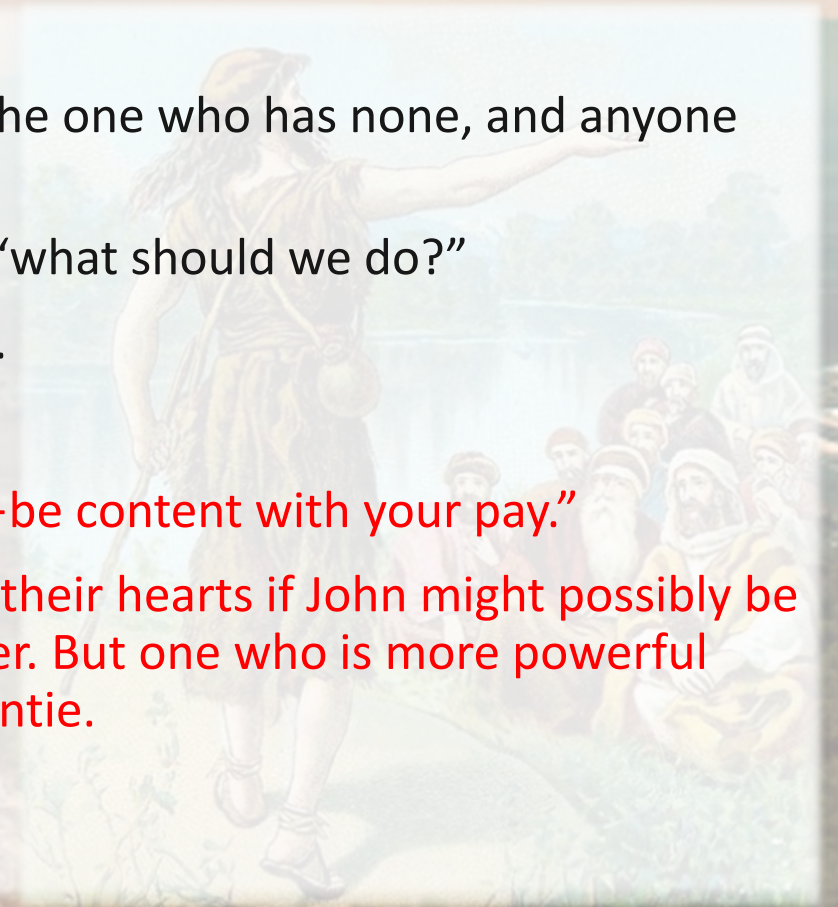 he one who has none, and anyone
“what should we do?”
.
-be content with your pay.”
their hearts if John might possibly be
er. But one who is more powerful
ntie.